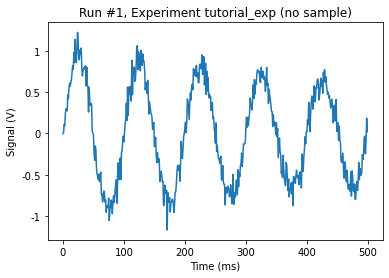 Run #1, Experiment tutorial_exp (no sample)
1
0.5
0
-0.5
-1
Signal (V)
0 100 200 300 400 500
Time (ms)